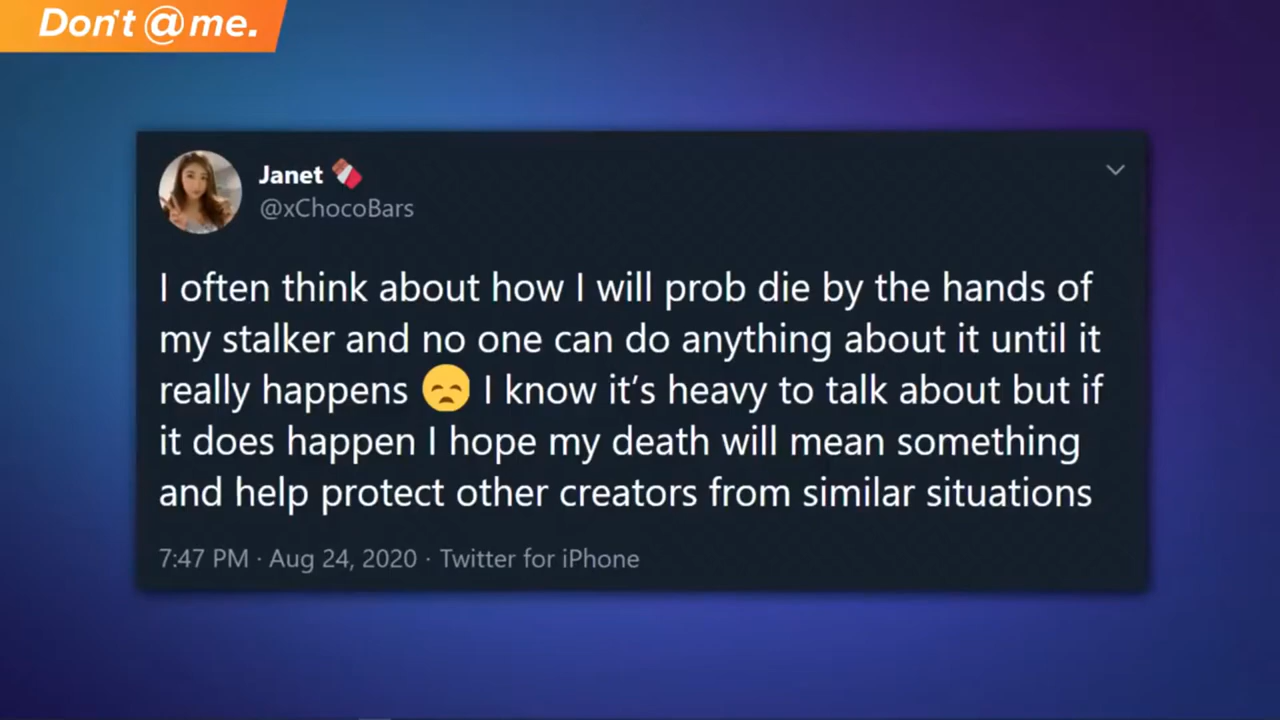 Don't @ me.
Janet 🍫
@xChocoBars
I often think about how I will prob die by the hands of
my stalker and no one can do anything about it until it
really happens 😞 I know it’s heavy to talk about but if
it does happen I hope my death will mean something
and help protect other creators from similar situations
7:47 PM · Aug 24, 2020 · Twitter for iPhone